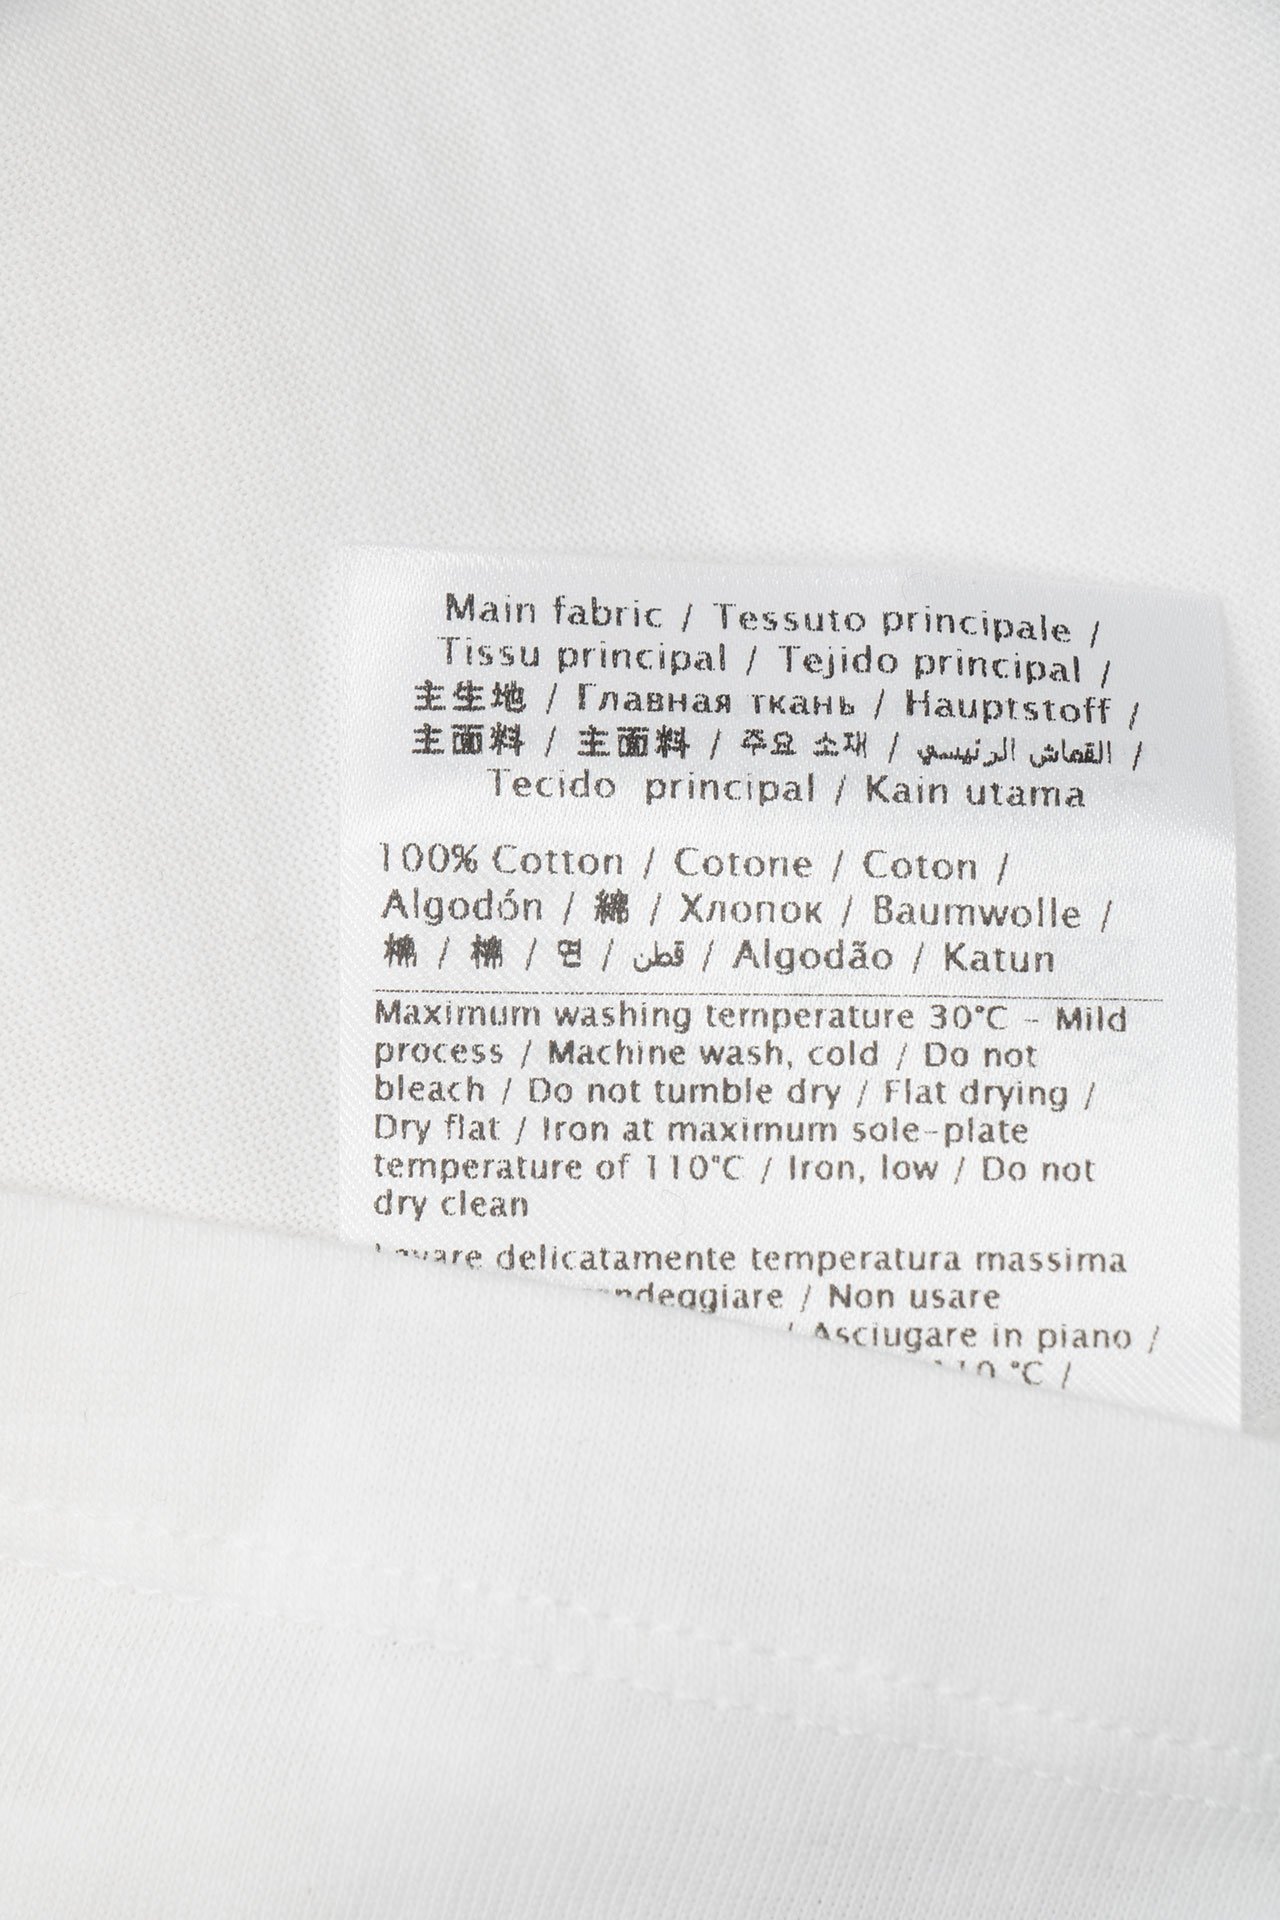 Main fabric / Tessuto principale /
Tissu principal / Tejido principal /
主生地 / Главная ткань / Hauptstoff /
主面料 / 主面料 / 주요 소재 / القماش الرئيسي /
Tecido principal / Kain utama
100% Cotton / Cotone / Coton /
Algodón / 綿 / Хлопок / Baumwolle /
棉 / 棉 / 면 / قطن / Algodão / Katun
Maximum washing temperature 30°C - Mild
process / Machine wash, cold / Do not
bleach / Do not tumble dry / Flat drying /
Dry flat / Iron at maximum sole-plate
temperature of 110°C / Iron, low / Do not
dry clean
Lavare delicatamente temperatura massima
/ Non usare
/ Asciugare in piano /
110 °C /